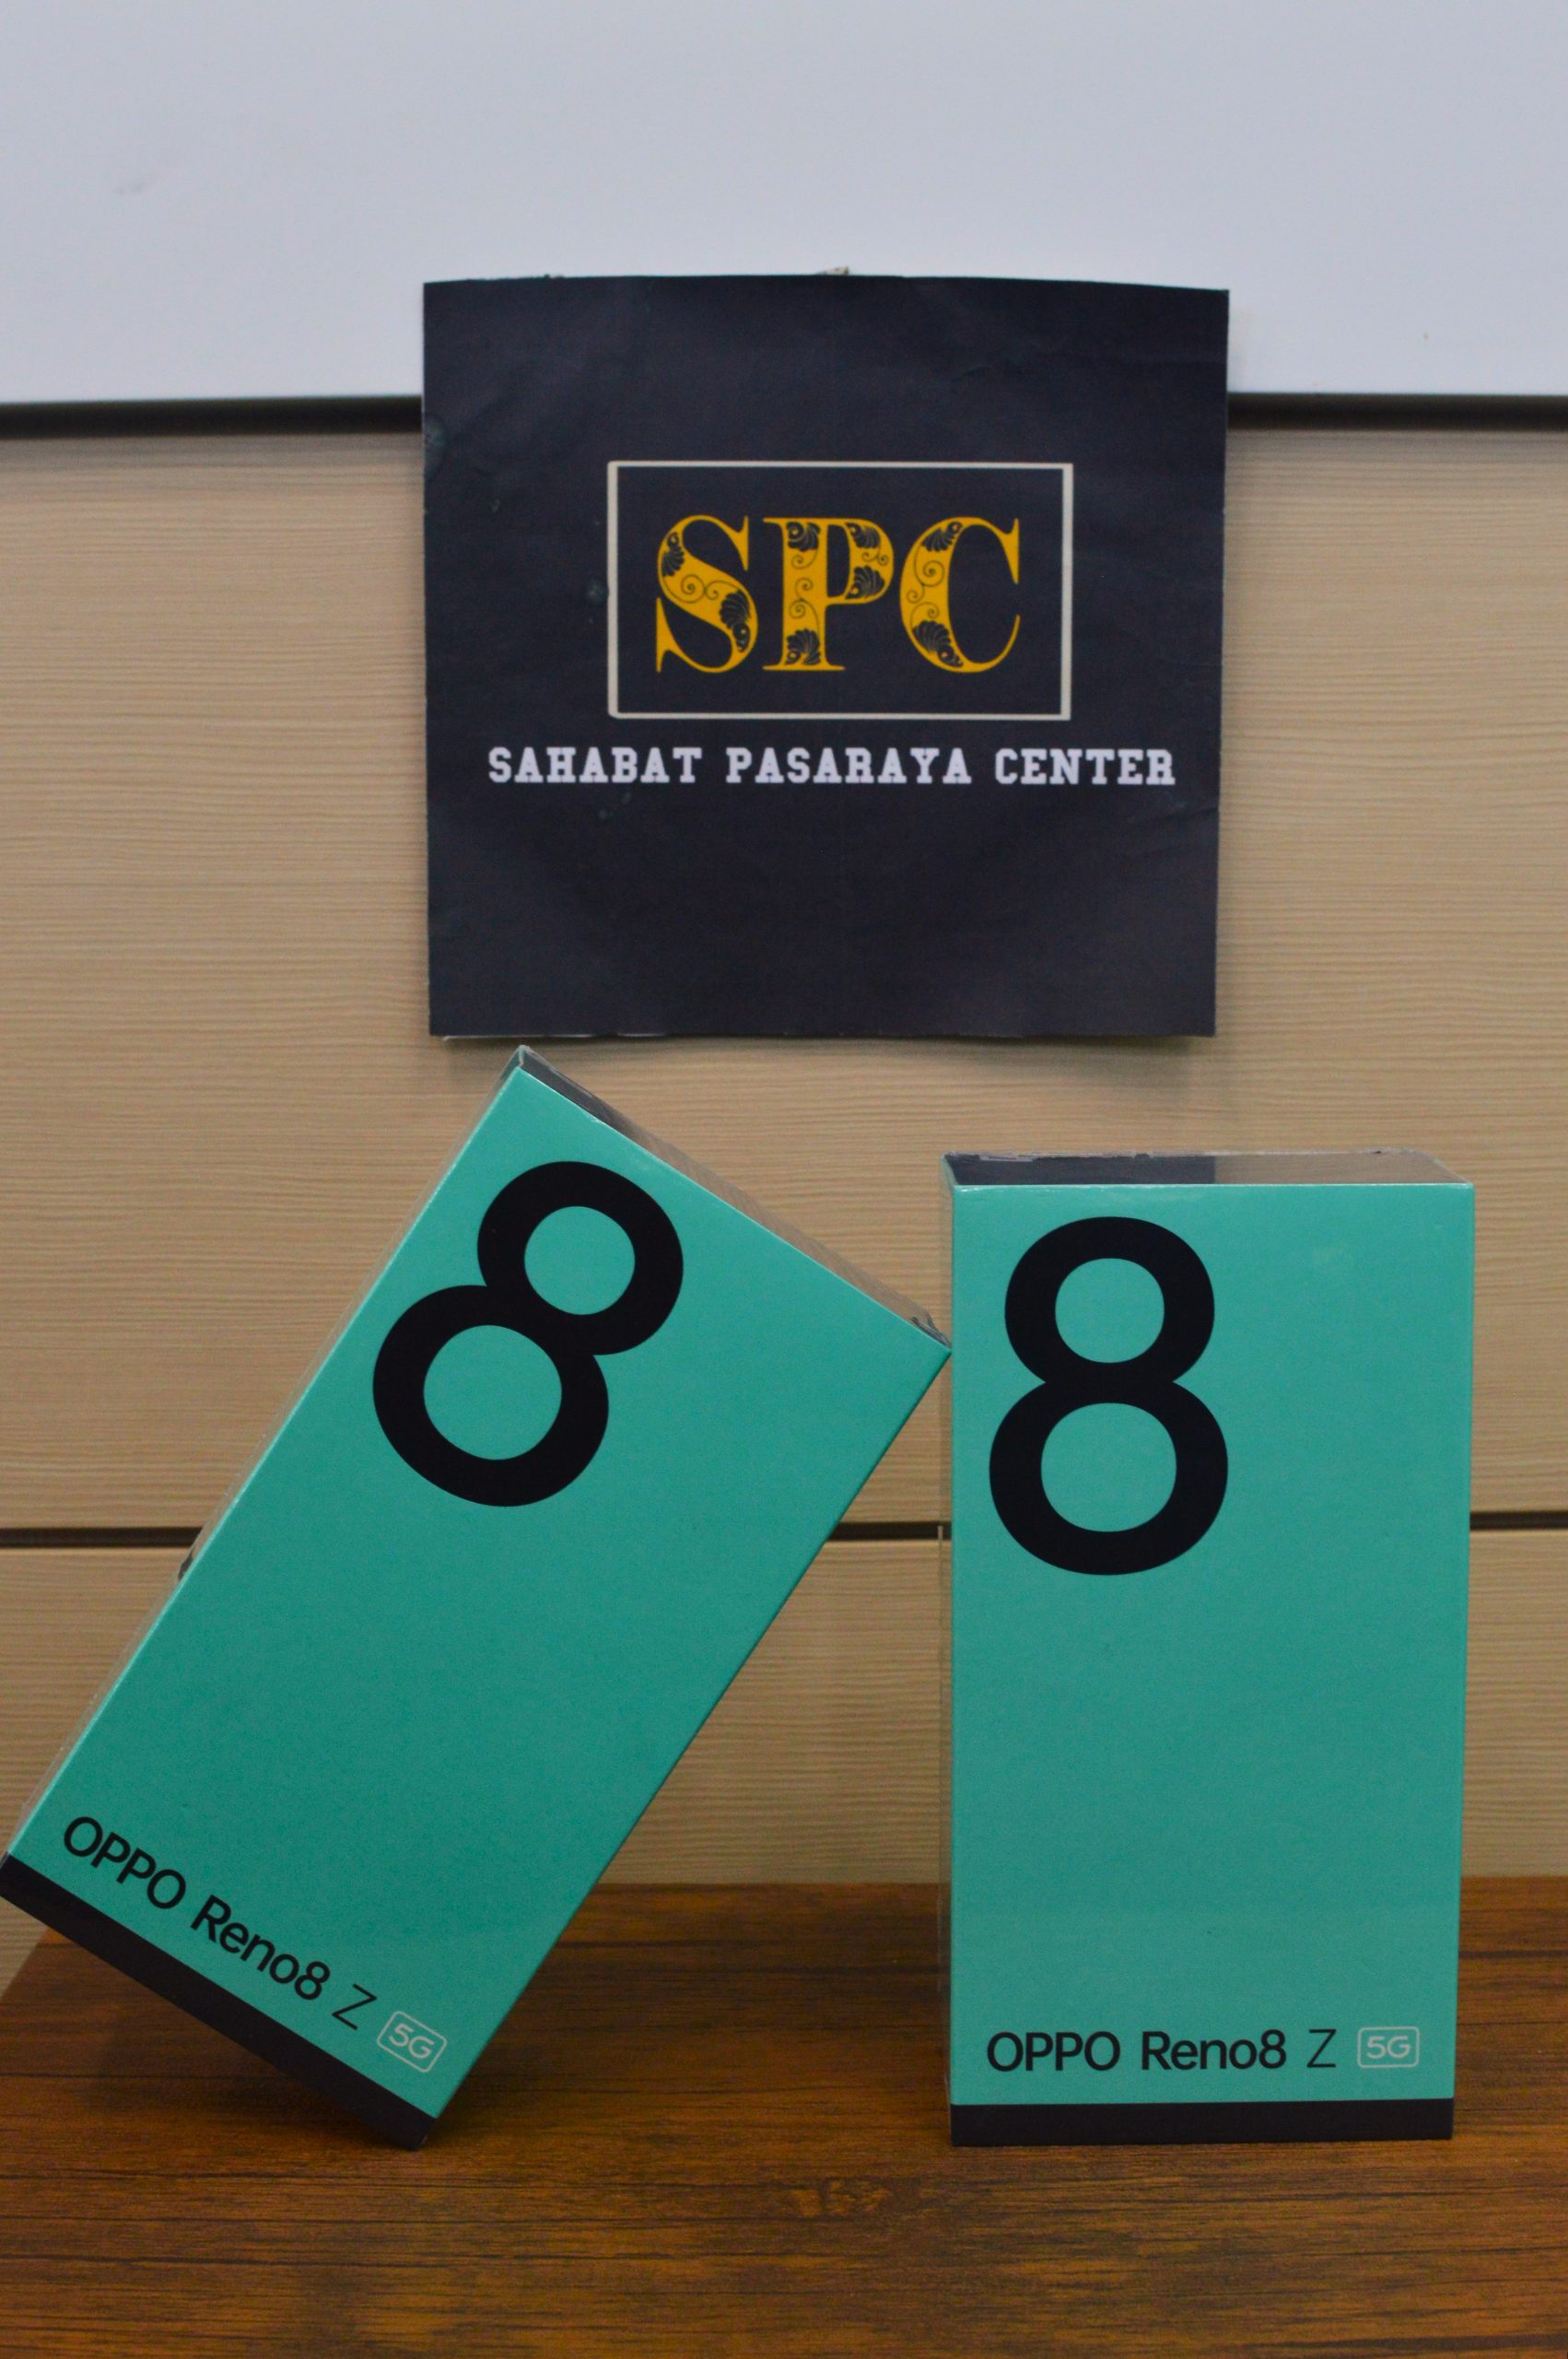 SPC
SAHABAT PASARAYA CENTER
8
OPPO Reno8 Z 5G
8
OPPO Reno8 Z 5G